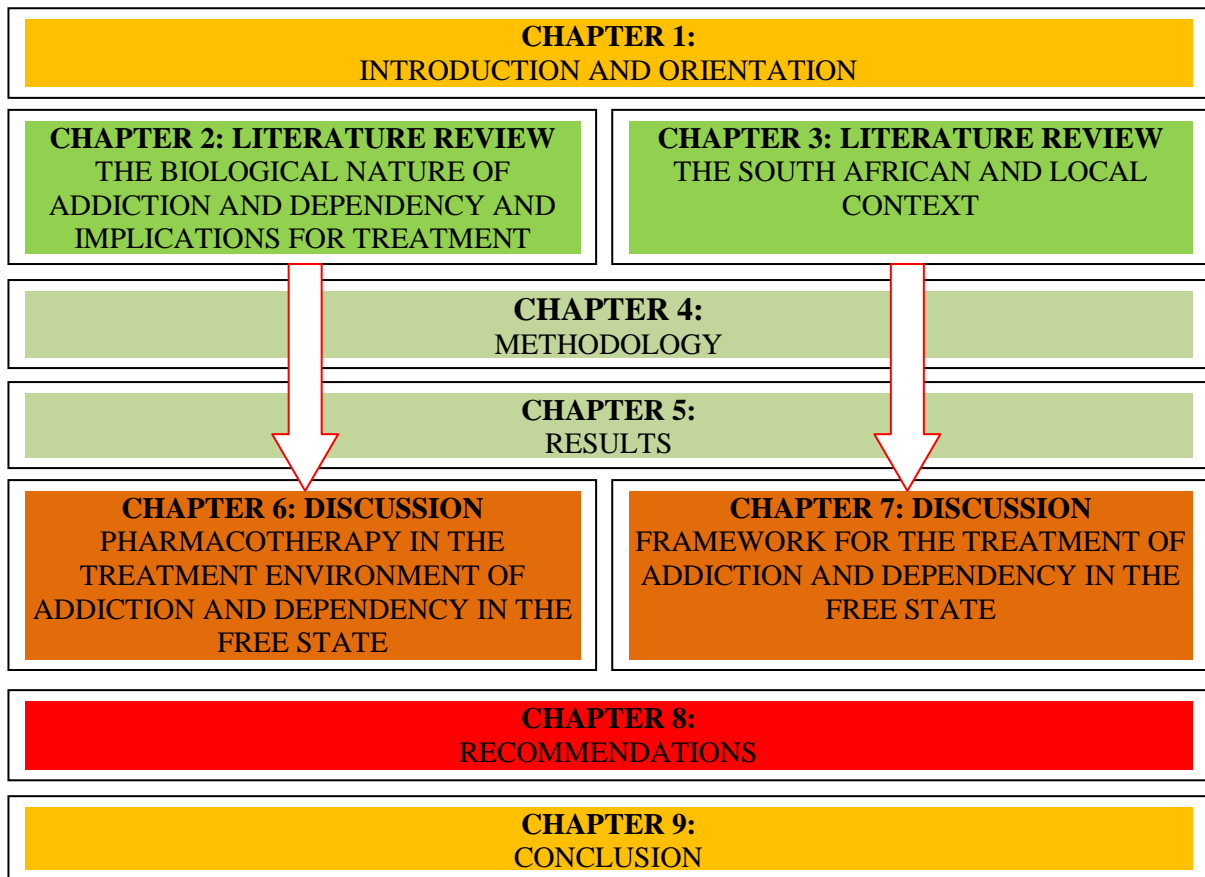 CHAPTER 1:
INTRODUCTION AND ORIENTATION
CHAPTER 2: LITERATURE REVIEW
THE BIOLOGICAL NATURE OF
ADDICTION AND DEPENDENCY AND
IMPLICATIONS FOR TREATMENT
CHAPTER 3: LITERATURE REVIEW
THE SOUTH AFRICAN AND LOCAL
CONTEXT
CHAPTER 4:
METHODOLOGY
CHAPTER 5:
RESULTS
CHAPTER 6: DISCUSSION
PHARMACOTHERAPY IN THE
TREATMENT ENVIRONMENT OF
ADDICTION AND DEPENDENCY IN THE
FREE STATE
CHAPTER 7: DISCUSSION
FRAMEWORK FOR THE TREATMENT OF
ADDICTION AND DEPENDENCY IN THE
FREE STATE
CHAPTER 8:
RECOMMENDATIONS
CHAPTER 9:
CONCLUSION